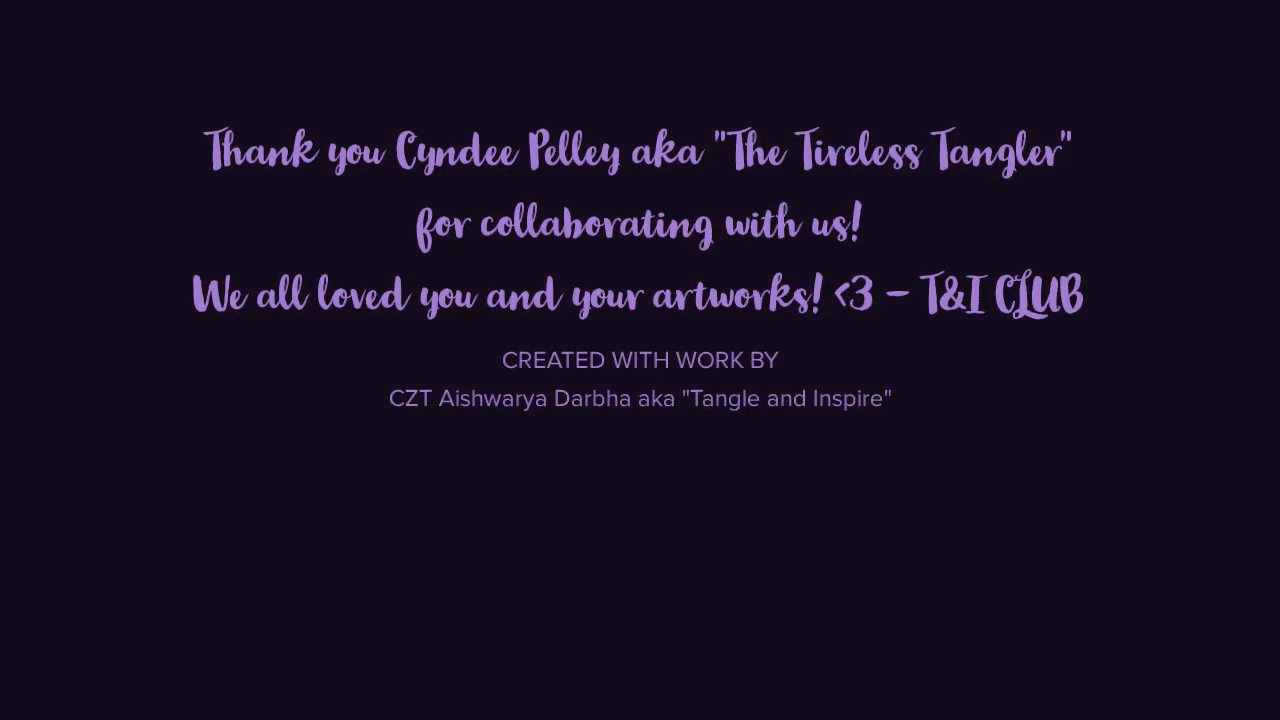 Thank you Cyndee Pelley aka "The Tireless Tangler"
for collaborating with us!
We all loved you and your artworks! <3 - T&I CLUB
CREATED WITH WORK BY
CZT Aishwarya Darbha aka "Tangle and Inspire"